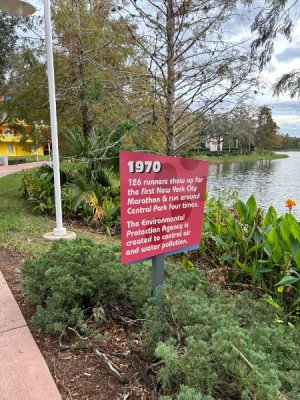 1970
126 runners show up for
the first New York City
Marathon & run around
Central Park four times.
The Environmental
Protection Agency is
created to control air
and water pollution.